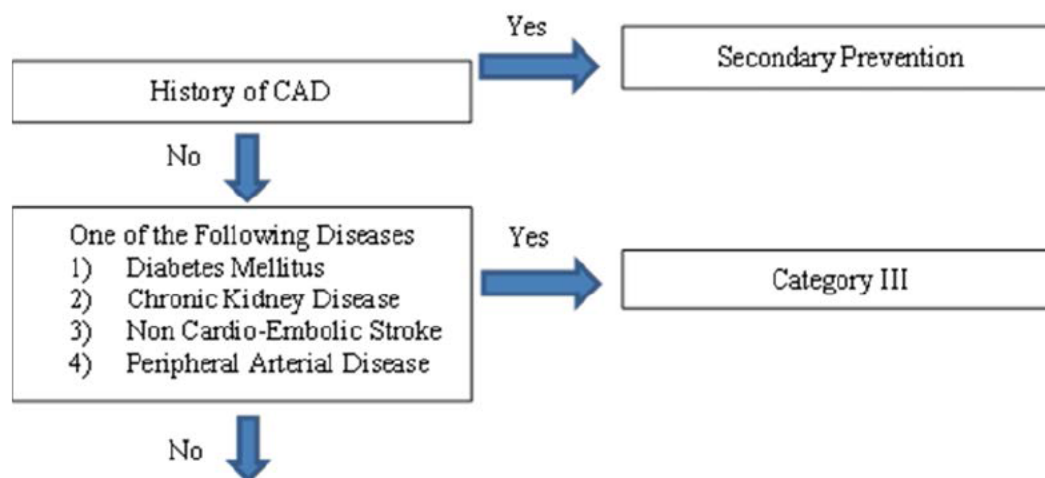 Yes
Secondary Prevention
History of CAD
No
One of the Following Diseases
1) Diabetes Mellitus
2) Chronic Kidney Disease
3) Non Cardio-Embolic Stroke
4) Peripheral Arterial Disease
Yes
Category III
No